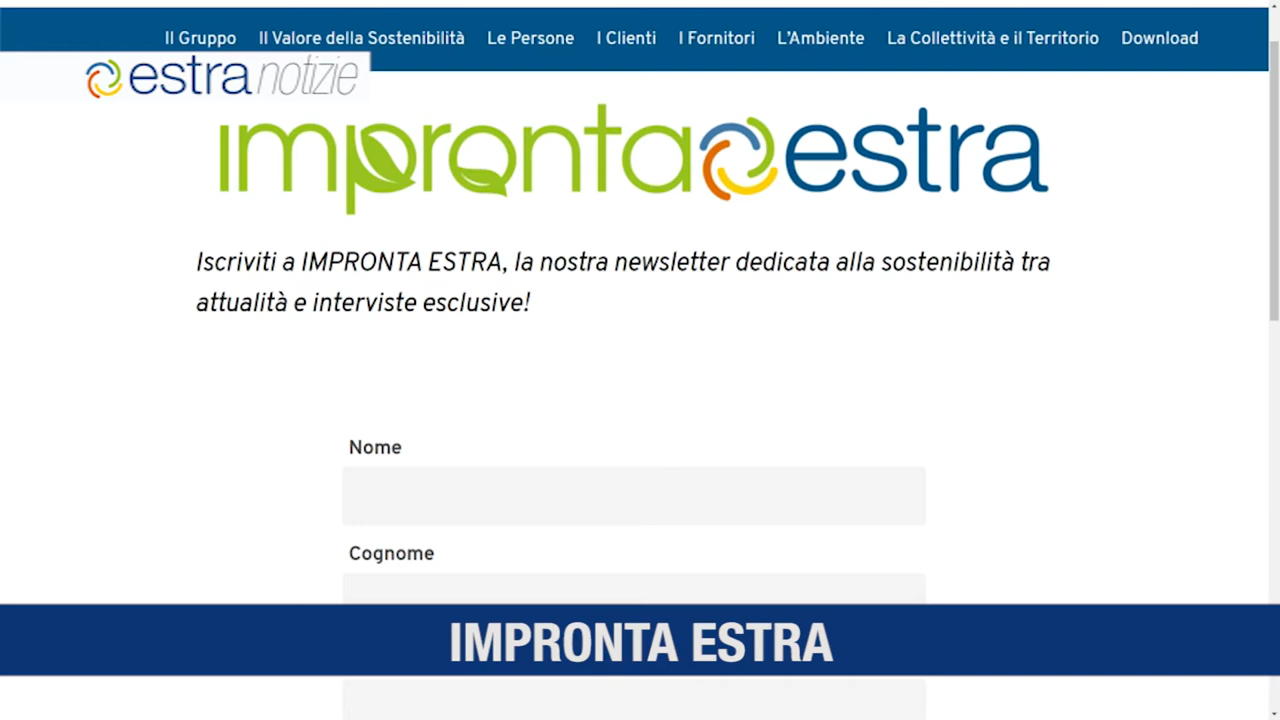 Il Gruppo Il Valore della Sostenibilità Le Persone I Clienti I Fornitori L'Ambiente La Collettività e il Territorio Download
estra notizie
impronta estra
Iscriviti a IMPRONTA ESTRA, la nostra newsletter dedicata alla sostenibilità tra
attualità e interviste esclusive!
Nome
Cognome
IMPRONTA ESTRA